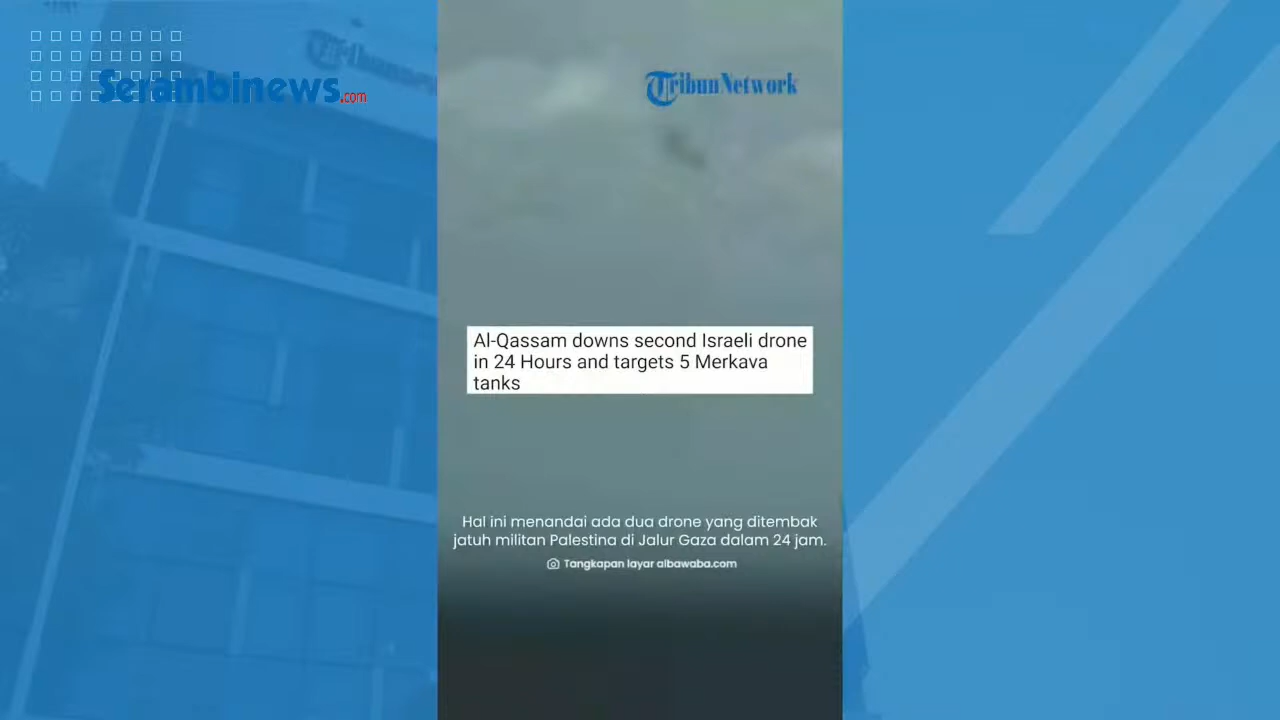 Serambinews.com
TribunNetwork
Al-Qassam downs second Israeli drone
in 24 Hours and targets 5 Merkava
tanks
Hal ini menandai ada dua drone yang ditembak
jatuh militan Palestina di Jalur Gaza dalam 24 jam.
Tangkapan layar albawaba.com